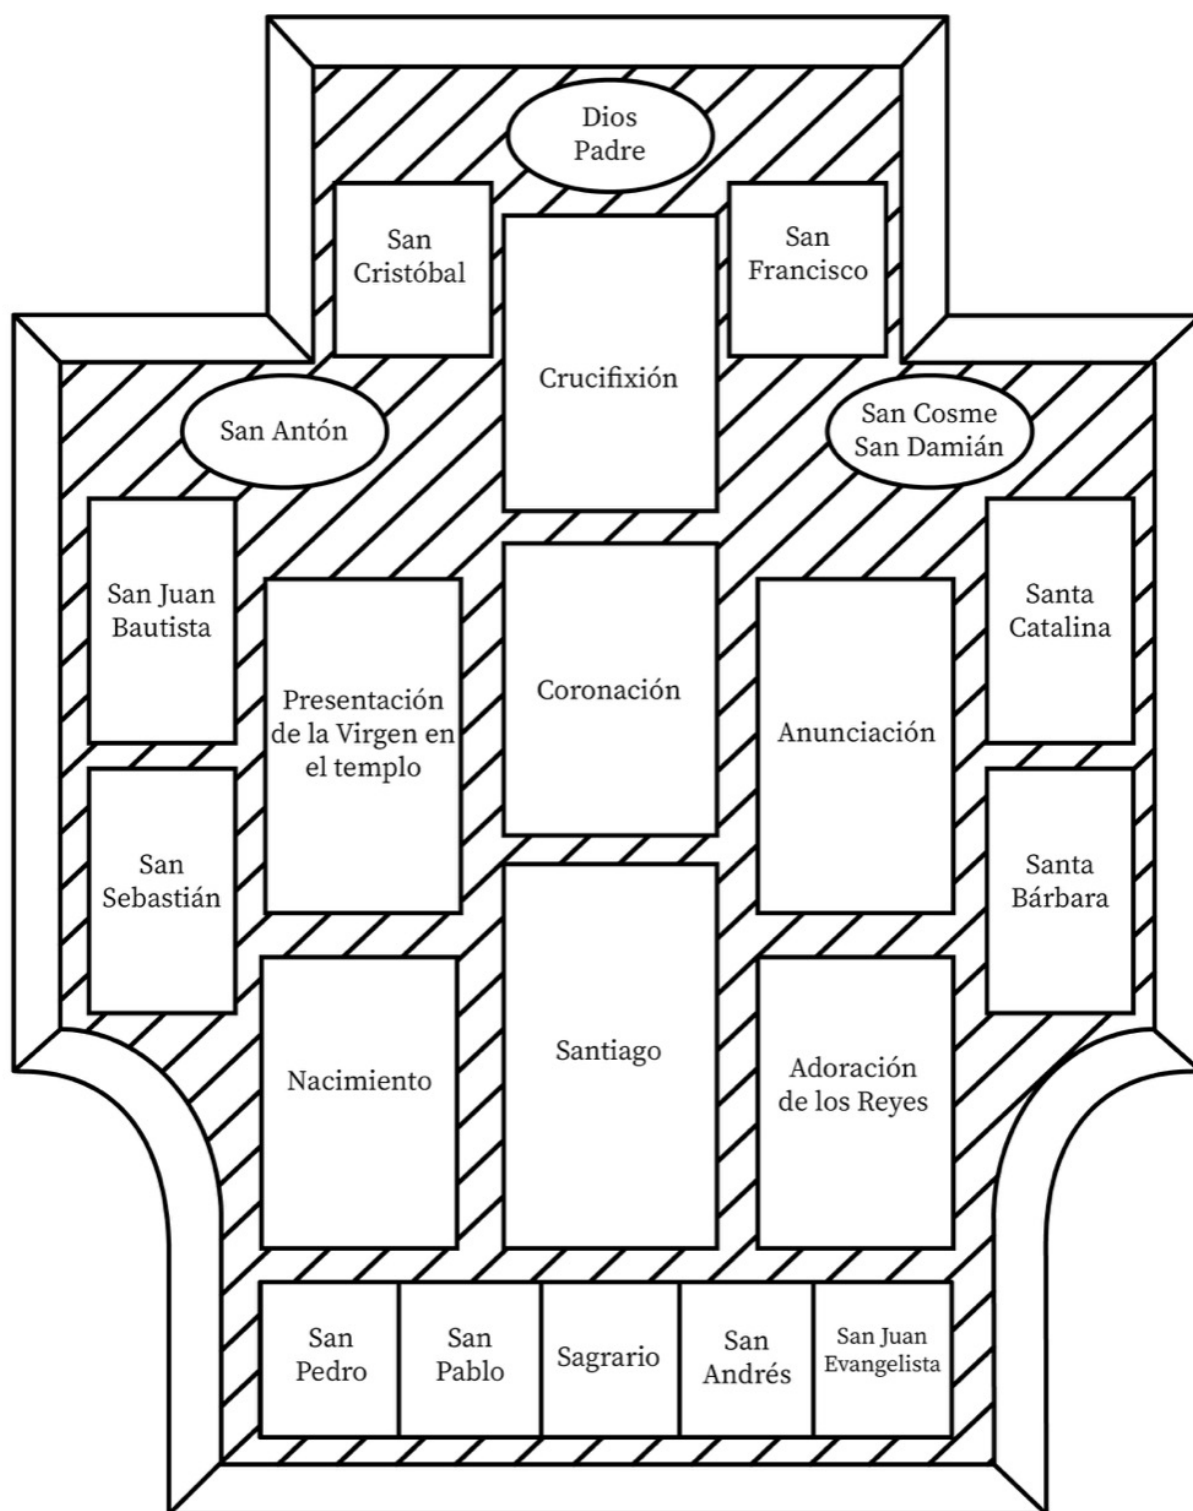 Dios
Padre
San
Cristóbal
San
Francisco
Crucifixión
San Antón
San Cosme
San Damián
San Juan
Bautista
Santa
Catalina
Presentación
de la Virgen en
el templo
Coronación
Anunciación
San
Sebastián
Santa
Bárbara
Nacimiento
Santiago
Adoración
de los Reyes
San
Pedro
San
Pablo
Sagrario
San
Andrés
San Juan
Evangelista